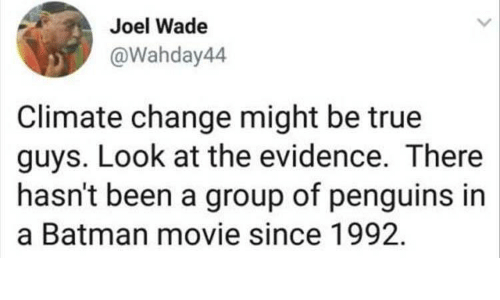 Joel Wade
@Wahday44
Climate change might be true
guys. Look at the evidence. There
hasn't been a group of penguins in
a Batman movie since 1992.